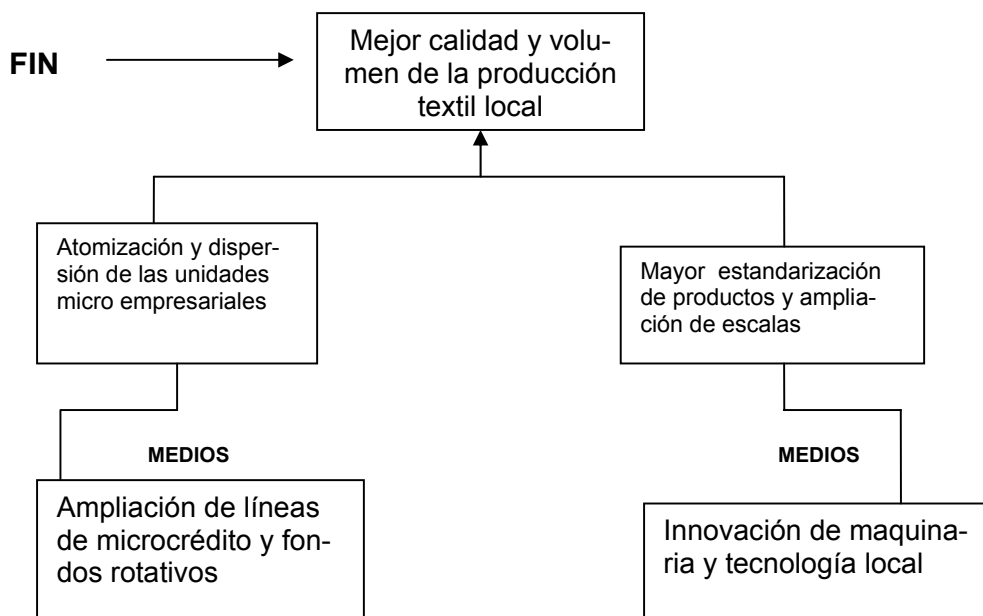 FIN
Mejor calidad y volu-
men de la producción
textil local
Atomización y disper-
sión de las unidades
micro empresariales
Mayor estandarización
de productos y amplia-
ción de escalas
MEDIOS
MEDIOS
Ampliación de líneas
de microcrédito y fon-
dos rotativos
Innovación de maquina-
ria y tecnología local